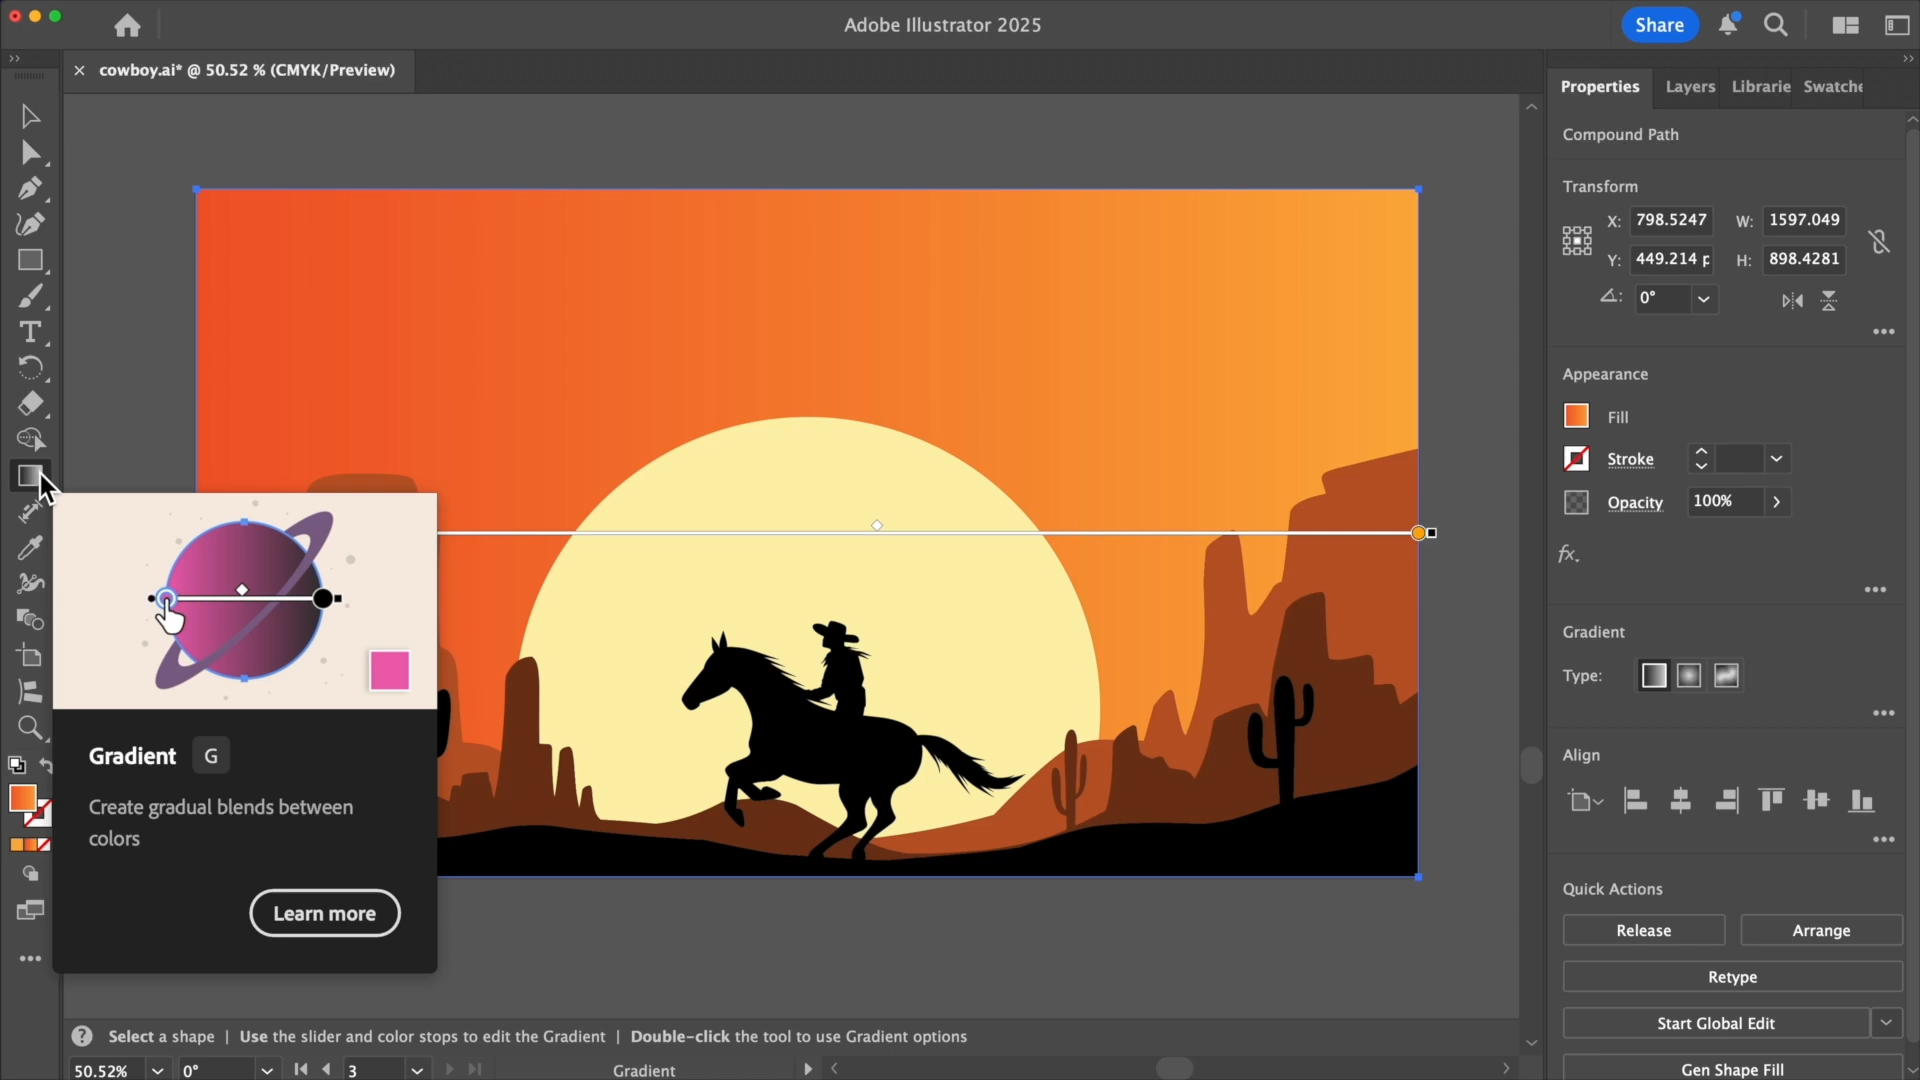 Adobe Illustrator 2025
Share
cowboy.ai* @ 50.52 % (CMYK/Preview)
Properties
Layers
Librarie
Swatche
Compound Path
Transform
X: 798.5247 W: 1597.049
Y: 449.214 p H: 898.4281
0°
Appearance
Fill
Stroke
Opacity 100%
fx.
Gradient
Type:
Align
Quick Actions
Release
Arrange
Retype
Start Global Edit
Gen Shape Fill
Gradient G
Create gradual blends between
colors
Learn more
Select a shape | Use the slider and color stops to edit the Gradient | Double-click the tool to use Gradient options
50.52% 0° 3 Gradient